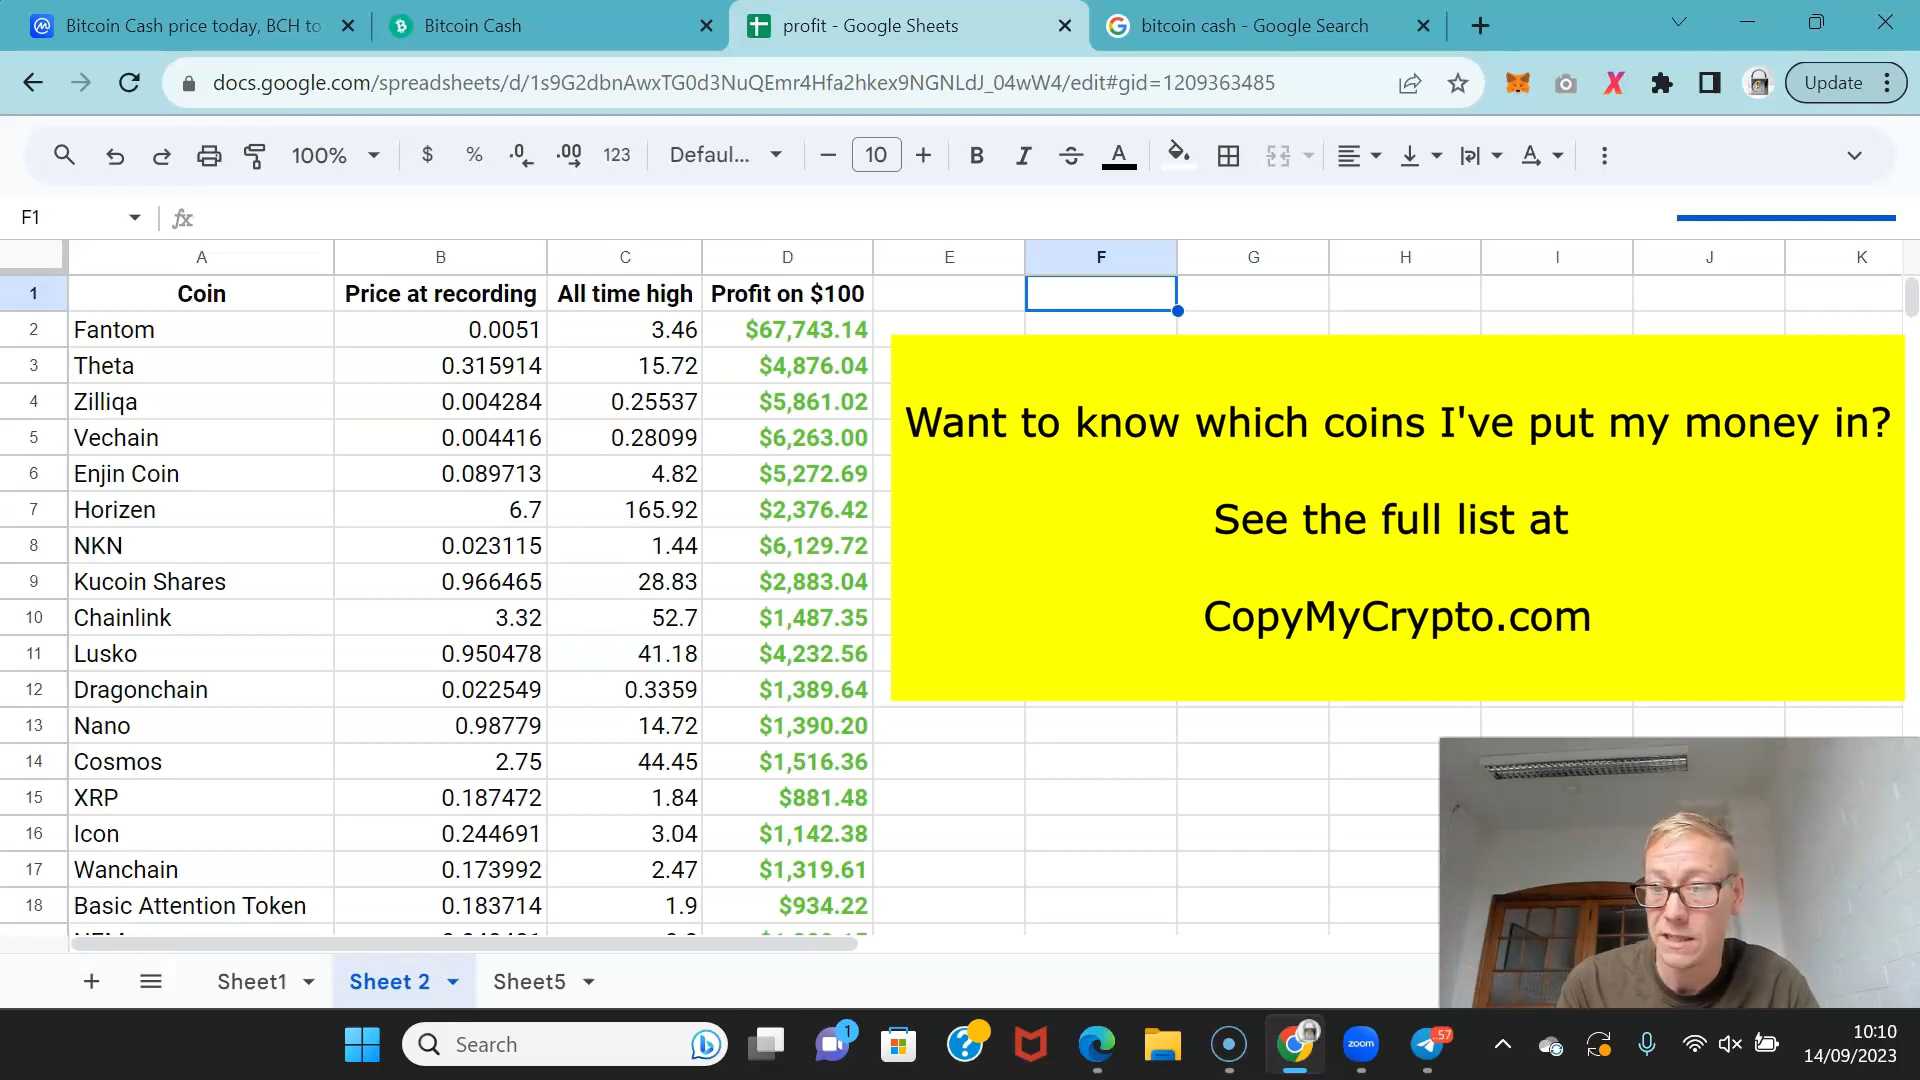 Bitcoin Cash price today, BCH to
Bitcoin Cash
profit - Google Sheets
bitcoin cash - Google Search
docs.google.com/spreadsheets/d/1s9G2dbnAwxTG0d3NuQEmr4Hfa2hkex9NGNLdJ_04wW4/edit#gid=1209363485
Update
100% $ % .0 .00 123 Defaul... 10 B I A
F1 fx
A B C D E F G H I J K
1 Coin Price at recording All time high Profit on $100
2 Fantom 0.0051 3.46 $67,743.14
3 Theta 0.315914 15.72 $4,876.04
4 Zilliqa 0.004284 0.25537 $5,861.02
5 Vechain 0.004416 0.28099 $6,263.00
6 Enjin Coin 0.089713 4.82 $5,272.69
7 Horizen 6.7 165.92 $2,376.42
8 NKN 0.023115 1.44 $6,129.72
9 Kucoin Shares 0.966465 28.83 $2,883.04
10 Chainlink 3.32 52.7 $1,487.35
11 Lusko 0.950478 41.18 $4,232.56
12 Dragonchain 0.022549 0.3359 $1,389.64
13 Nano 0.98779 14.72 $1,390.20
14 Cosmos 2.75 44.45 $1,516.36
15 XRP 0.187472 1.84 $881.48
16 Icon 0.244691 3.04 $1,142.38
17 Wanchain 0.173992 2.47 $1,319.61
18 Basic Attention Token 0.183714 1.9 $934.22
Want to know which coins I've put my money in?
See the full list at
CopyMyCrypto.com
Sheet1 Sheet 2 Sheet5
Search
1
zoom
57
10:10
14/09/2023